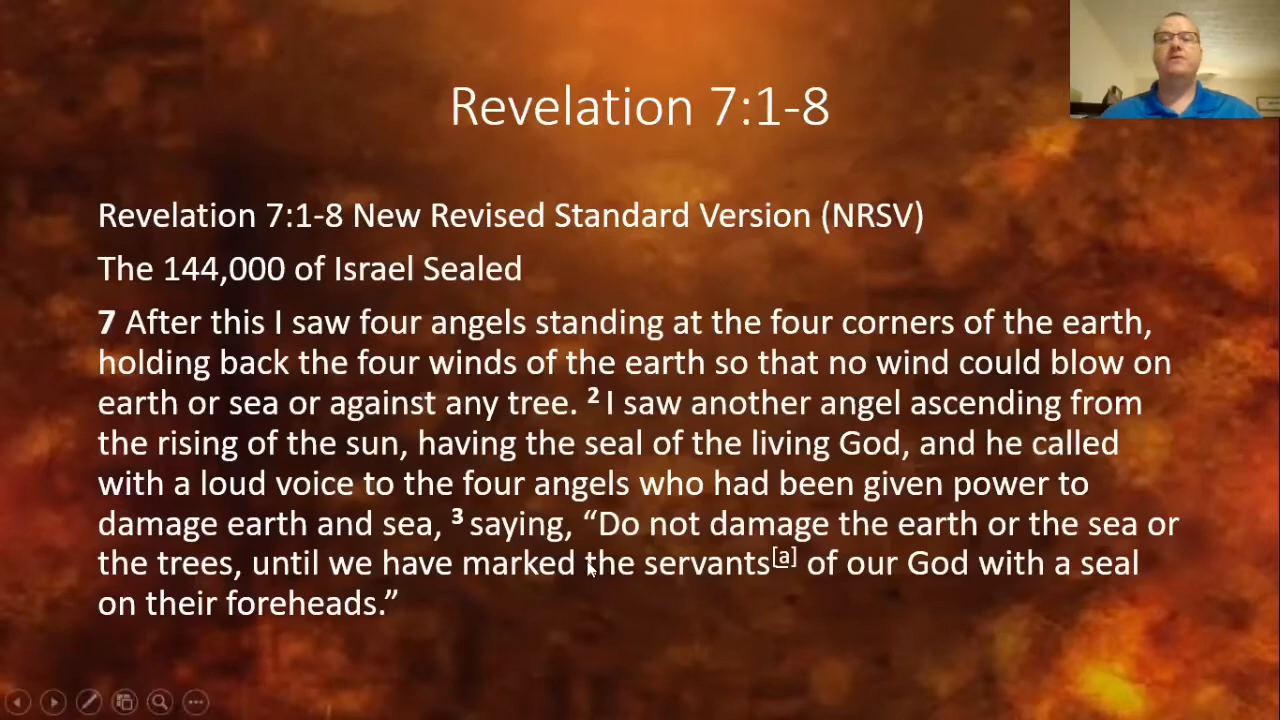 Revelation 7:1-8
Revelation 7:1-8 New Revised Standard Version (NRSV)
The 144,000 of Israel Sealed
7 After this I saw four angels standing at the four corners of the earth,
holding back the four winds of the earth so that no wind could blow on
earth or sea or against any tree. 2 I saw another angel ascending from
the rising of the sun, having the seal of the living God, and he called
with a loud voice to the four angels who had been given power to
damage earth and sea, 3 saying, “Do not damage the earth or the sea or
the trees, until we have marked the servants[a] of our God with a seal
on their foreheads.”